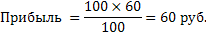 Прибыль = 100 × 60 / 100 = 60 руб.